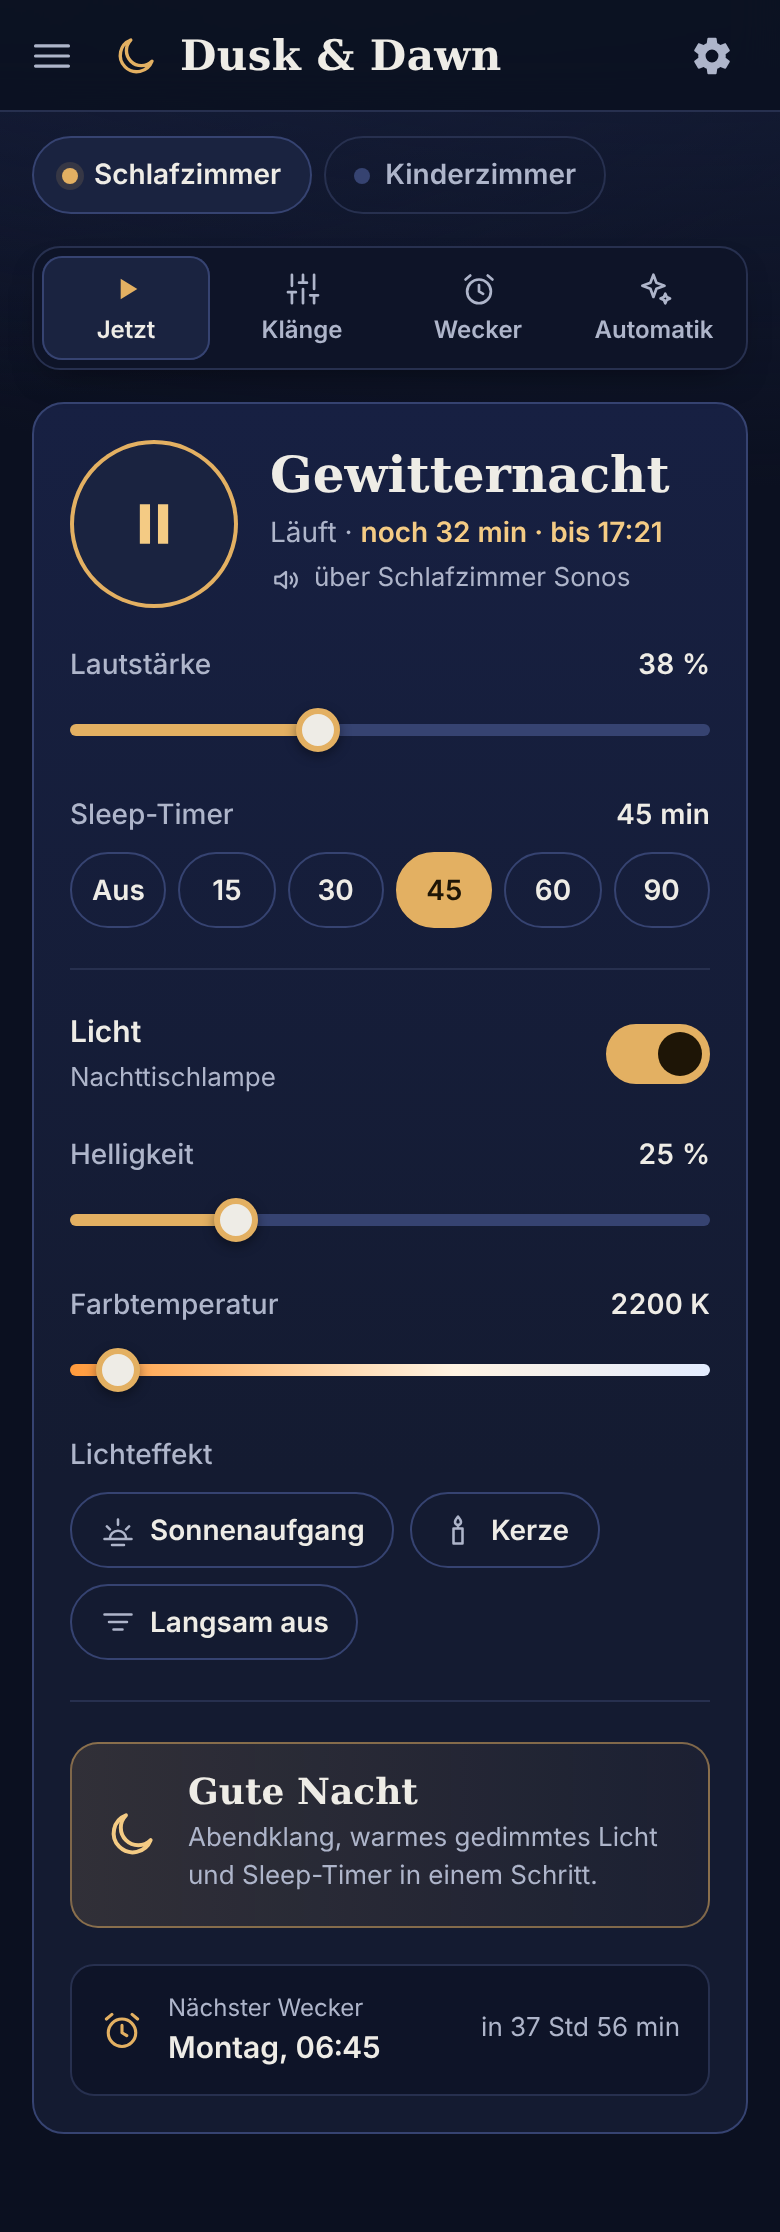 Dusk & Dawn
Schlafzimmer
Kinderzimmer
Jetzt
Klänge
Wecker
Automatik
Gewitternacht
Läuft · noch 32 min · bis 17:21
über Schlafzimmer Sonos
Lautstärke
38 %
Sleep-Timer
45 min
Aus
15
30
45
60
90
Licht
Nachttischlampe
Helligkeit
25 %
Farbtemperatur
2200 K
Lichteffekt
Sonnenaufgang
Kerze
Langsam aus
Gute Nacht
Abendklang, warmes gedimmtes Licht
und Sleep-Timer in einem Schritt.
Nächster Wecker
Montag, 06:45
in 37 Std 56 min